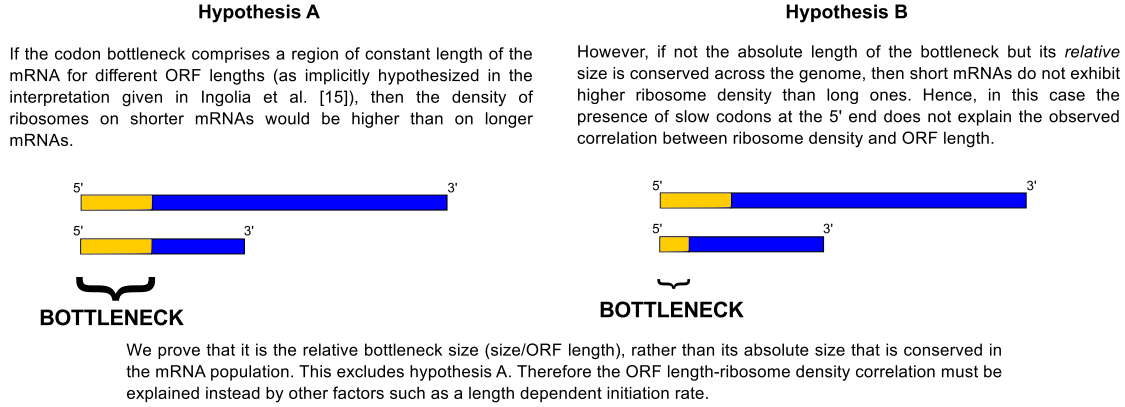 Hypothesis A
If the codon bottleneck comprises a region of constant length of the
mRNA for different ORF lengths (as implicitly hypothesized in the
interpretation given in Ingolia et al. [15]), then the density of
ribosomes on shorter mRNAs would be higher than on longer
mRNAs.
5'
3'
5'
3'
BOTTLENECK
Hypothesis B
However, if not the absolute length of the bottleneck but its relative
size is conserved across the genome, then short mRNAs do not exhibit
higher ribosome density than long ones. Hence, in this case the
presence of slow codons at the 5' end does not explain the observed
correlation between ribosome density and ORF length.
5'
3'
5'
3'
BOTTLENECK
We prove that it is the relative bottleneck size (size/ORF length), rather than its absolute size that is conserved in
the mRNA population. This excludes hypothesis A. Therefore the ORF length-ribosome density correlation must be
explained instead by other factors such as a length dependent initiation rate.